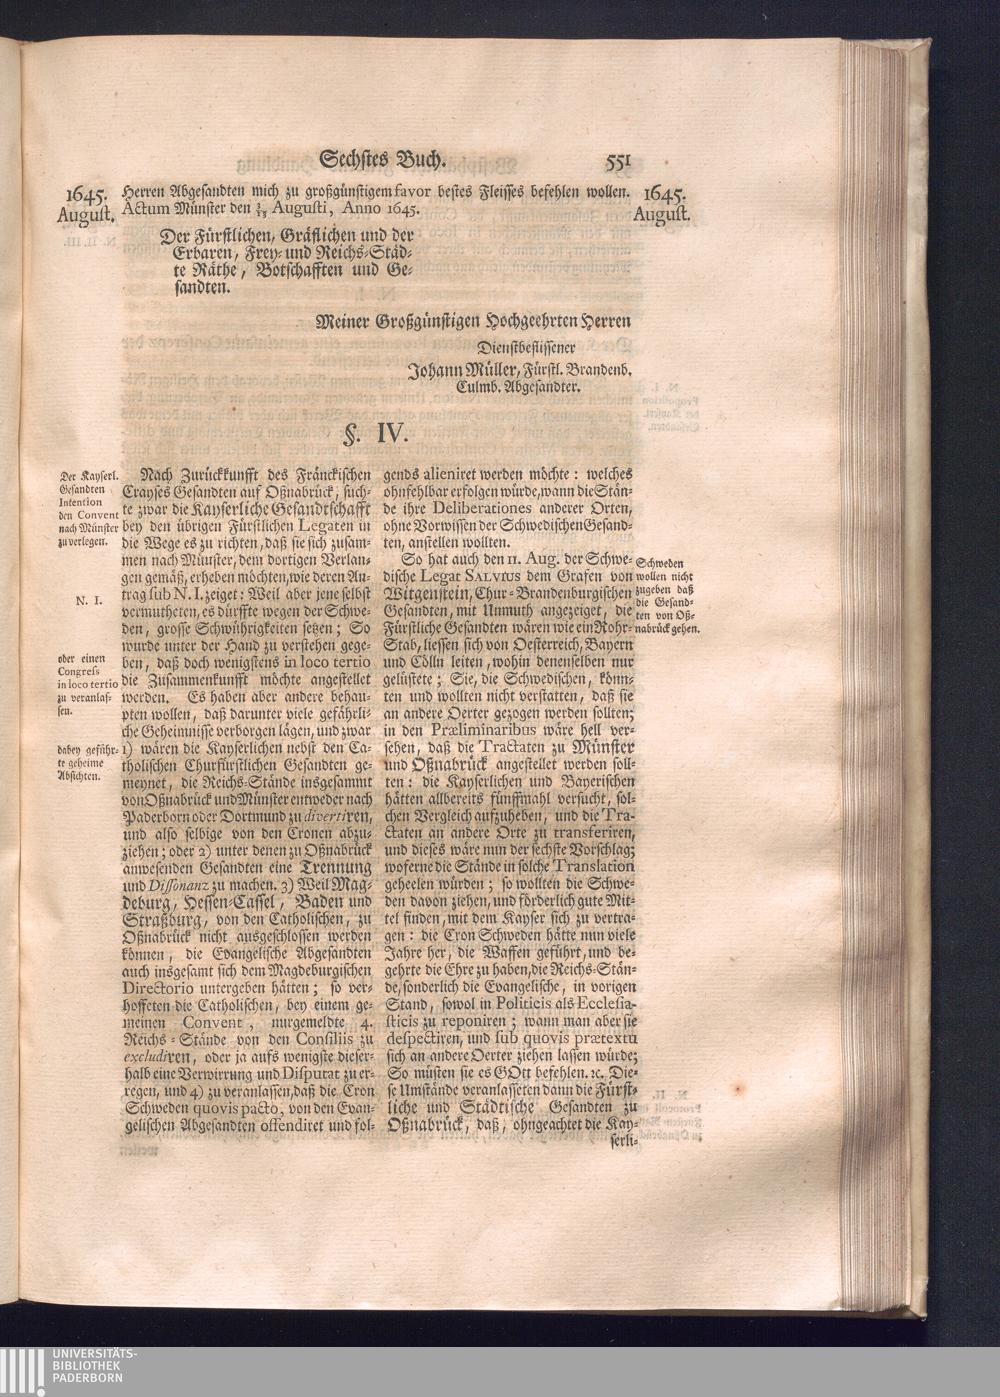 Sechstes Buch. 551
1645. August.
Herren Abgesandten mich zu großgünstigem favor bestes Fleisses befehlen wollen.
Actum Münster den 3/13 Augusti, Anno 1645.
1645. August.
Der Fürstlichen, Gräflichen und der
Erbaren, Frey- und Reichs-Städ-
te Räthe, Botschafften und Ge-
sandten.
Meiner Großgünstigen Hochgeehrten Herren
Dienstbeflissener
Johann Müller, Fürstl. Brandenb.
Culmb. Abgesandter.
§. IV.
Der Kayserl.
Gesandten
Intention
den Convent
nach Münster
zu verlegen.
N. I.
oder einen
Congress
in loco tertio
zu veranlas-
sen.
dabey geführ-
te geheime
Absichten.
Nach Zurückkunfft des Fränckischen
Crayses Gesandten auf Oßnabrück, such-
te zwar die Kayserliche Gesandtschafft
bey den übrigen Fürstlichen Legaten in
die Wege es zu richten, daß sie sich zusam-
men nach Münster, dem dortigen Verlan-
gen gemäß, erheben möchten, wie deren An-
trag sub N. I. zeiget: Weil aber jene selbst
vermutheten, es dürffte wegen der Schwe-
den, grosse Schwührigkeiten setzen; So
wurde unter der Hand zu verstehen gege-
ben, daß doch wenigstens in loco tertio
die Zusammenkunfft möchte angestellet
werden. Es haben aber andere behau-
pten wollen, daß darunter viele gefährli-
che Geheimnisse verborgen lägen, und zwar
1) wären die Kayserlichen nebst den Ca-
tholischen Churfürstlichen Gesandten ge-
meynet, die Reichs-Stände insgesammt
von Oßnabrück und Münster entweder nach
Paderborn oder Dortmund zu divertiren,
und also selbige von den Cronen abzu-
ziehen; oder 2) unter denen zu Oßnabrück
anwesenden Gesandten eine Trennung
und Dissonanz zu machen. 3) Weil Mag-
deburg, Hessen-Cassel, Baden und
Straßburg, von den Catholischen, zu
Oßnabrück nicht ausgeschlossen werden
können, die Evangelische Abgesandten
auch insgesamt sich dem Magdeburgischen
Directorio untergeben hätten; so ver-
hoffeten die Catholischen, bey einem ge-
meinen Convent, nurgemeldte 4.
Reichs-Stände von den Consiliis zu
excludiren, oder ja aufs wenigste dieser-
halb eine Verwirrung und Disputat zu er-
regen, und 4) zu veranlassen, daß die Cron
Schweden quovis pacto, von den Evan-
gelischen Abgesandten offendiret und fol-
gends alieniret werden möchte: welches
ohnfehlbar erfolgen würde, wann die Stän-
de ihre Deliberationes anderer Orten,
ohne Vorwissen der Schwedischen Gesand-
ten, anstellen wollten.
So hat auch den 11. Aug. der Schwe-
dische Legat SALVIUS dem Grafen von
Witgenstein, Chur-Brandenburgischen
Gesandten, mit Unmuth angezeiget, die
Fürstliche Gesandten wären wie ein Rohr-
Stab, liessen sich von Oesterreich, Bayern
und Cölln leiten, wohin denenselben nur
gelüstete; Sie, die Schwedischen, könn-
ten und wollten nicht verstatten, daß sie
an andere Oerter gezogen werden sollten;
in den Præliminaribus wäre hell ver-
sehen, daß die Tractaten zu Münster
und Oßnabrück angestellet werden soll-
ten: die Kayserlichen und Bayerischen
hätten allbereits fünffmahl versucht, sol-
chen Vergleich aufzuheben, und die Tra-
ctaten an andere Orte zu transferiren,
und dieses wäre nun der sechste Vorschlag;
woferne die Stände in solche Translation
geheelen würden; so wollten die Schwe-
den davon ziehen, und förderlich gute Mit-
tel finden, mit dem Kayser sich zu vertra-
gen: die Cron Schweden hätte nun viele
Jahre her, die Waffen geführt, und be-
gehrte die Ehre zu haben, die Reichs-Stän-
de, sonderlich die Evangelische, in vorigen
Stand, sowol in Politicis als Ecclesia-
sticis zu reponiren; wann man aber sie
despectiren, und sub quovis prætextu
sich an andere Oerter ziehen lassen würde;
So müsten sie es GOtt befehlen. 2c. Die-
se Umstände veranlasseten dann die Fürst-
liche und Städtische Gesandten zu
Oßnabrück, daß, ohngeachtet die Kay-
serli-
Schweden
wollen nicht
zugeben daß
die Gesand-
ten von Oß-
nabrück gehen.
UNIVERSITÄTS-
BIBLIOTHEK
PADERBORN